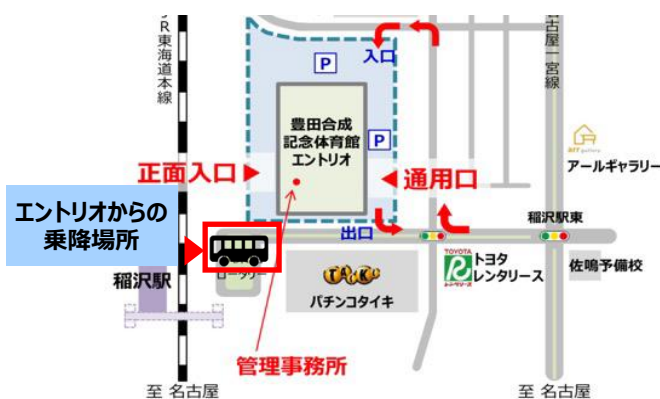 JR東海道本線
名古屋一宮線
入口
P
豊田合成
記念体育館
エントリオ
P
アールギャラリー
正面入口
通用口
エントリオからの
乗降場所
稲沢駅東
出口
ロータリー
TOYOTA
トヨタ
レンタリース
佐鳴予備校
稲沢駅
パチンコタイキ
管理事務所
至 名古屋
至 名古屋